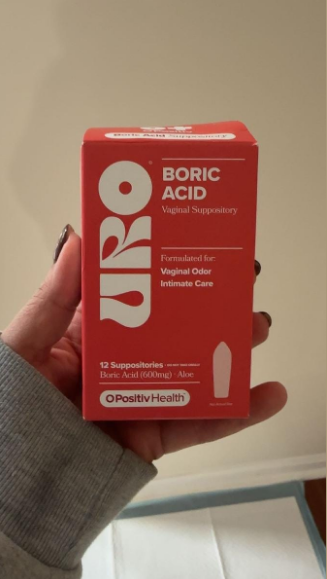 Boric Acid Suppository
URO
BORIC
ACID
Vaginal Suppository
Formulated for:
Vaginal Odor
Intimate Care
12 Suppositories
Boric Acid (600mg) · Aloe
OPositivHealth